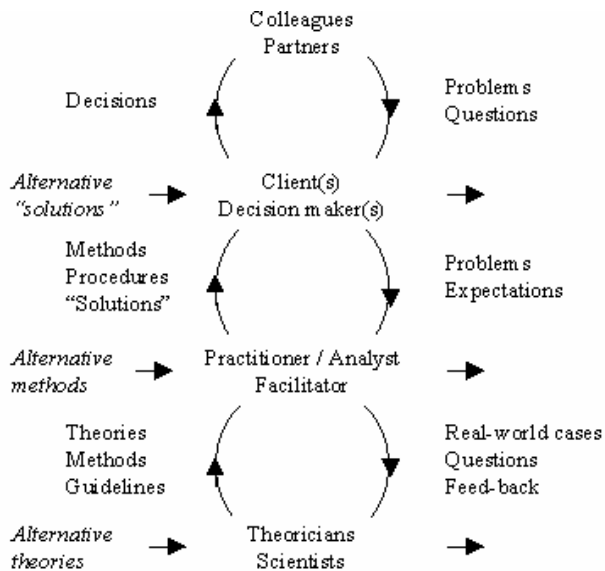 Colleagues
Partners
Decisions
Problems
Questions
Alternative
“solutions”
Client(s)
Decision maker(s)
Methods
Procedures
“Solutions”
Problems
Expectations
Alternative
methods
Practitioner / Analyst
Facilitator
Theories
Methods
Guidelines
Real-world cases
Questions
Feed-back
Alternative
theories
Theoricians
Scientists